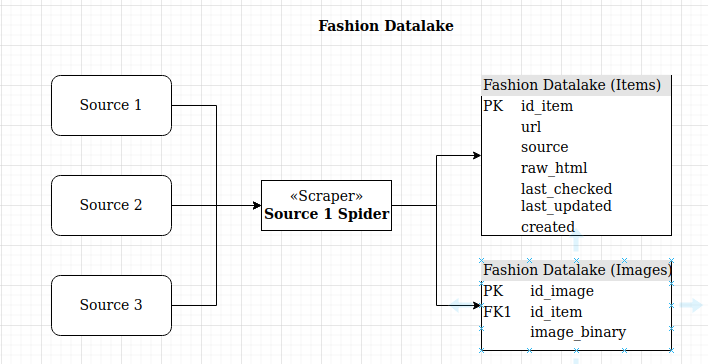 Fashion Datalake
Source 1
Source 2
Source 3
«Scraper»
Source 1 Spider
Fashion Datalake (Items)
PK id_item
url
source
raw_html
last_checked
last_updated
created
Fashion Datalake (Images)
PK id_image
FK1 id_item
image_binary